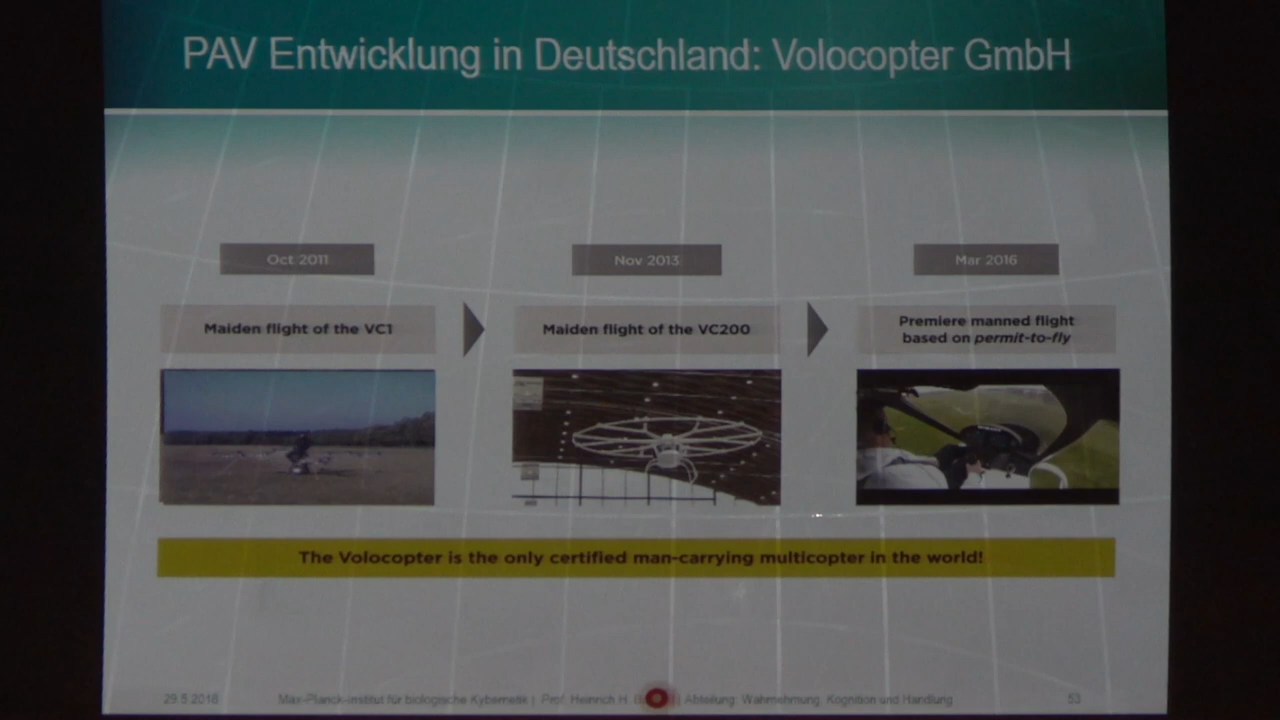 PAV Entwicklung in Deutschland: Volocopter GmbH
Oct 2011
Nov 2013
Mar 2016
Maiden flight of the VC1
Maiden flight of the VC200
Premiere manned flight
based on permit-to-fly
The Volocopter is the only certified man-carrying multicopter in the world!
29.5.2018
Max-Planck-Institut für biologische Kybernetik | Prof. Heinrich H. | Abteilung: Wahrnehmung, Kognition und Handlung
53